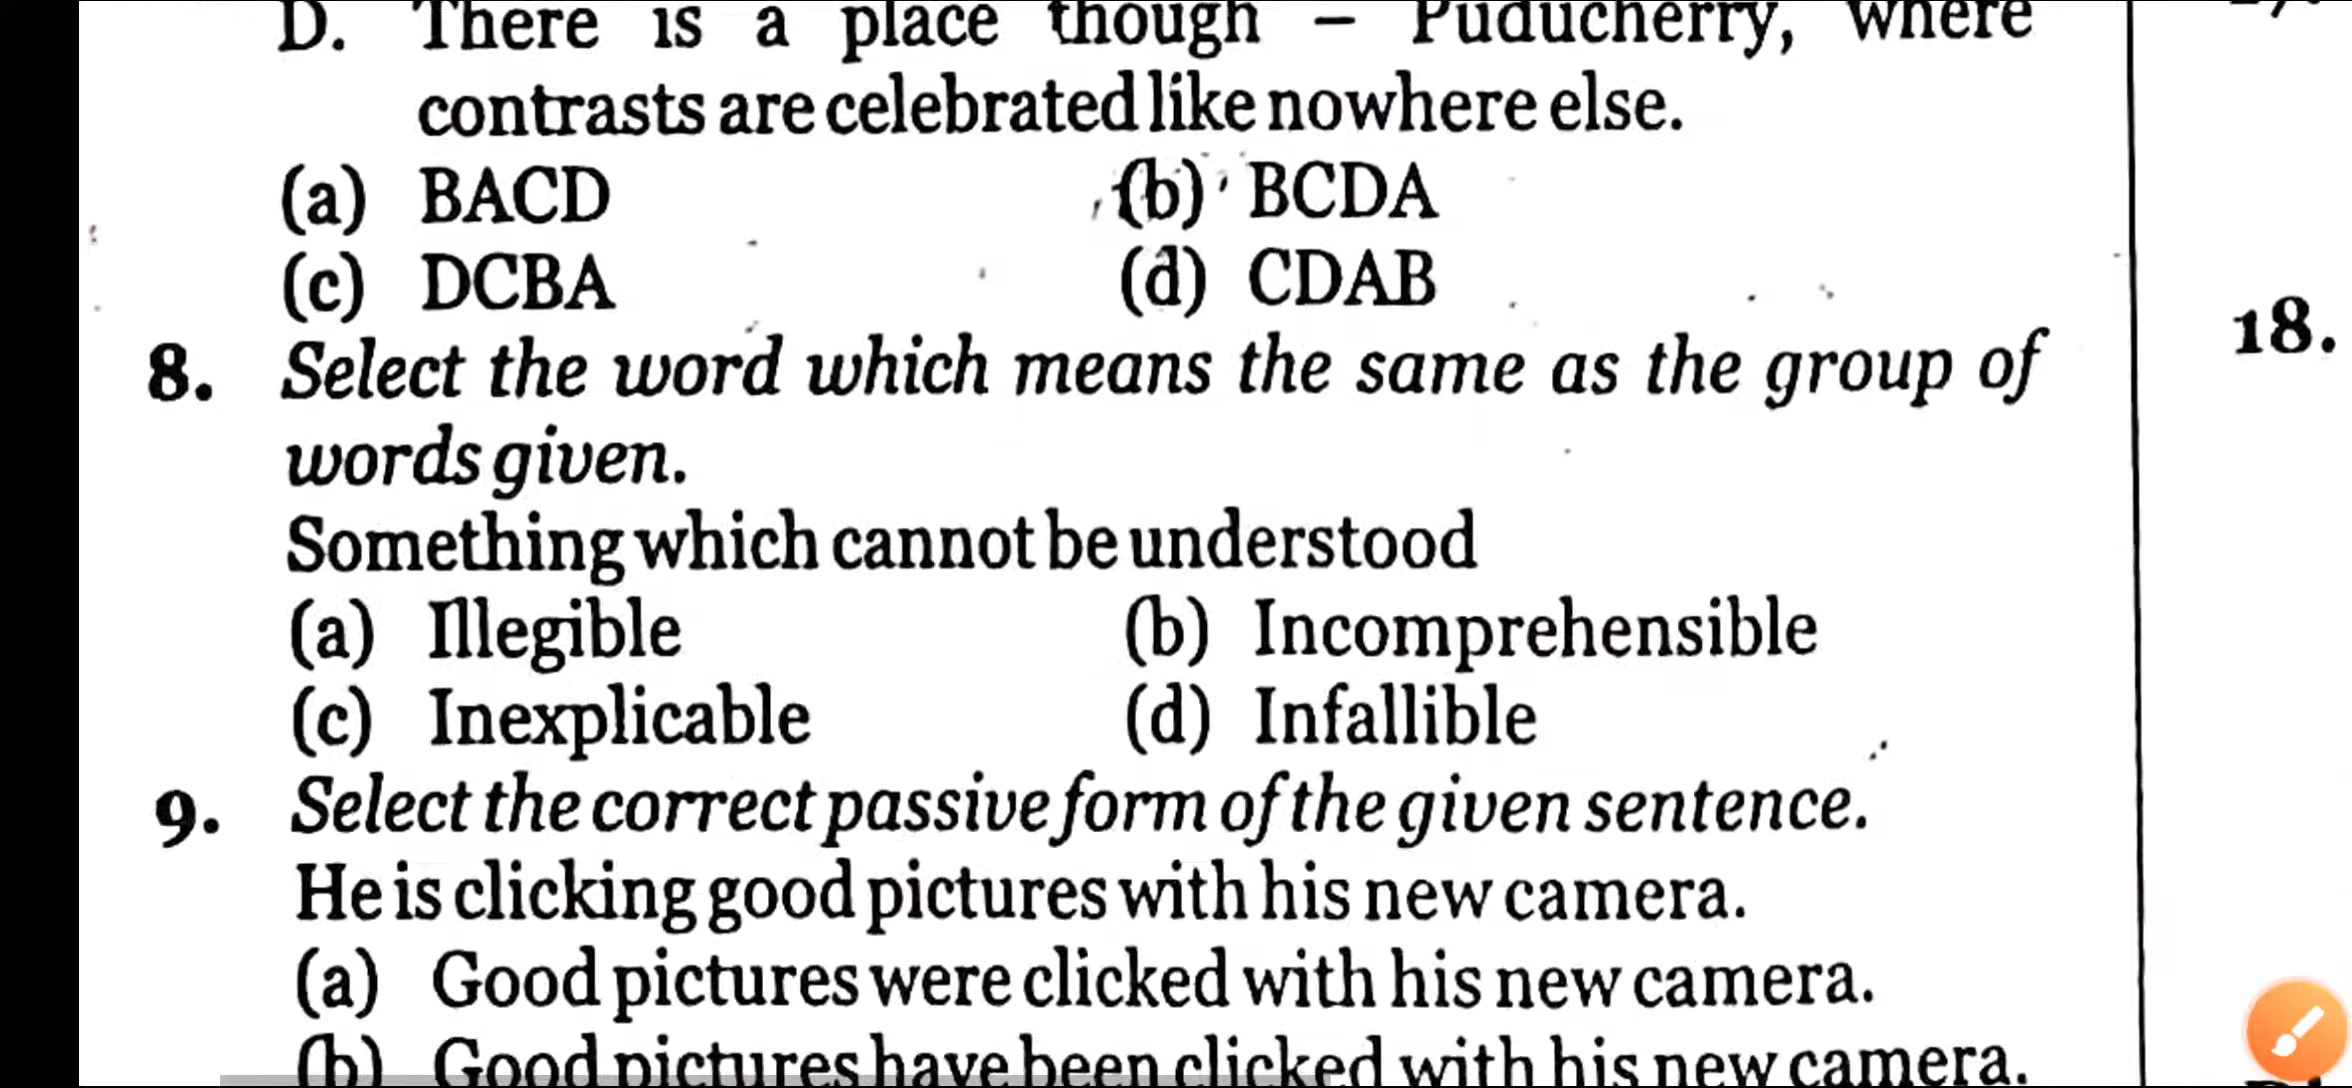 D. There is a place though – Puducherry, where
contrasts are celebrated like nowhere else.
(a) BACD (b) BCDA
(c) DCBA (d) CDAB
8. Select the word which means the same as the group of
words given.
Something which cannot be understood
(a) Illegible (b) Incomprehensible
(c) Inexplicable (d) Infallible
9. Select the correct passive form of the given sentence.
He is clicking good pictures with his new camera.
(a) Good pictures were clicked with his new camera.
(b) Good pictures have been clicked with his new camera.
18.